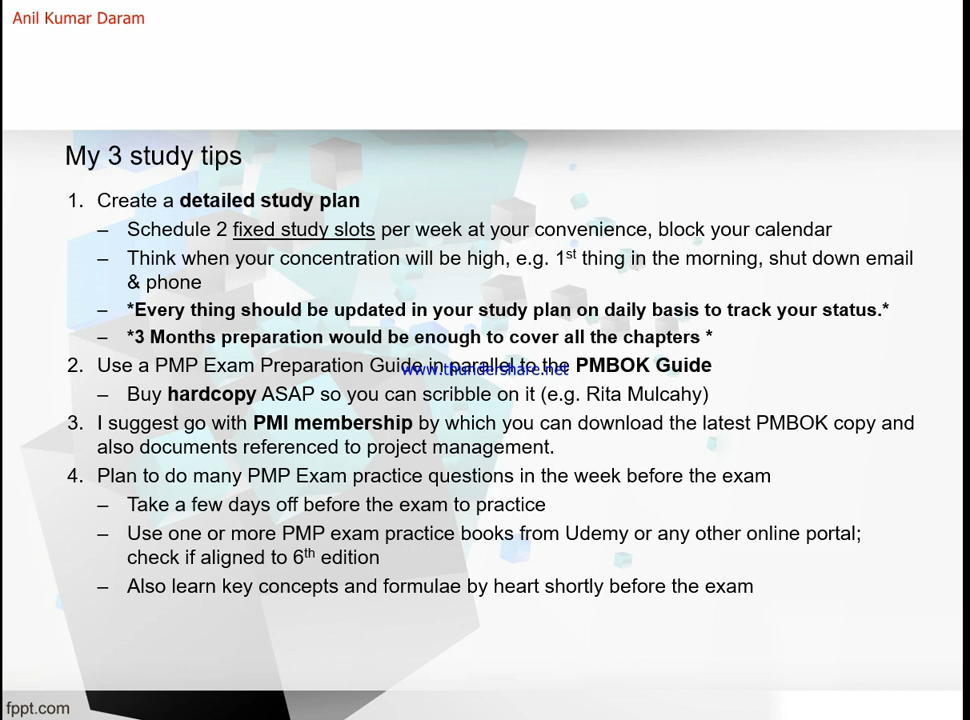 Anil Kumar Daram
My 3 study tips
1. Create a detailed study plan
– Schedule 2 fixed study slots per week at your convenience, block your calendar
– Think when your concentration will be high, e.g. 1st thing in the morning, shut down email
& phone
– *Every thing should be updated in your study plan on daily basis to track your status.*
– *3 Months preparation would be enough to cover all the chapters *
2. Use a PMP Exam Preparation Guide in parallel to the PMBOK Guide
www.thundershare.net
– Buy hardcopy ASAP so you can scribble on it (e.g. Rita Mulcahy)
3. I suggest go with PMI membership by which you can download the latest PMBOK copy and
also documents referenced to project management.
4. Plan to do many PMP Exam practice questions in the week before the exam
– Take a few days off before the exam to practice
– Use one or more PMP exam practice books from Udemy or any other online portal;
check if aligned to 6th edition
– Also learn key concepts and formulae by heart shortly before the exam
fppt.com